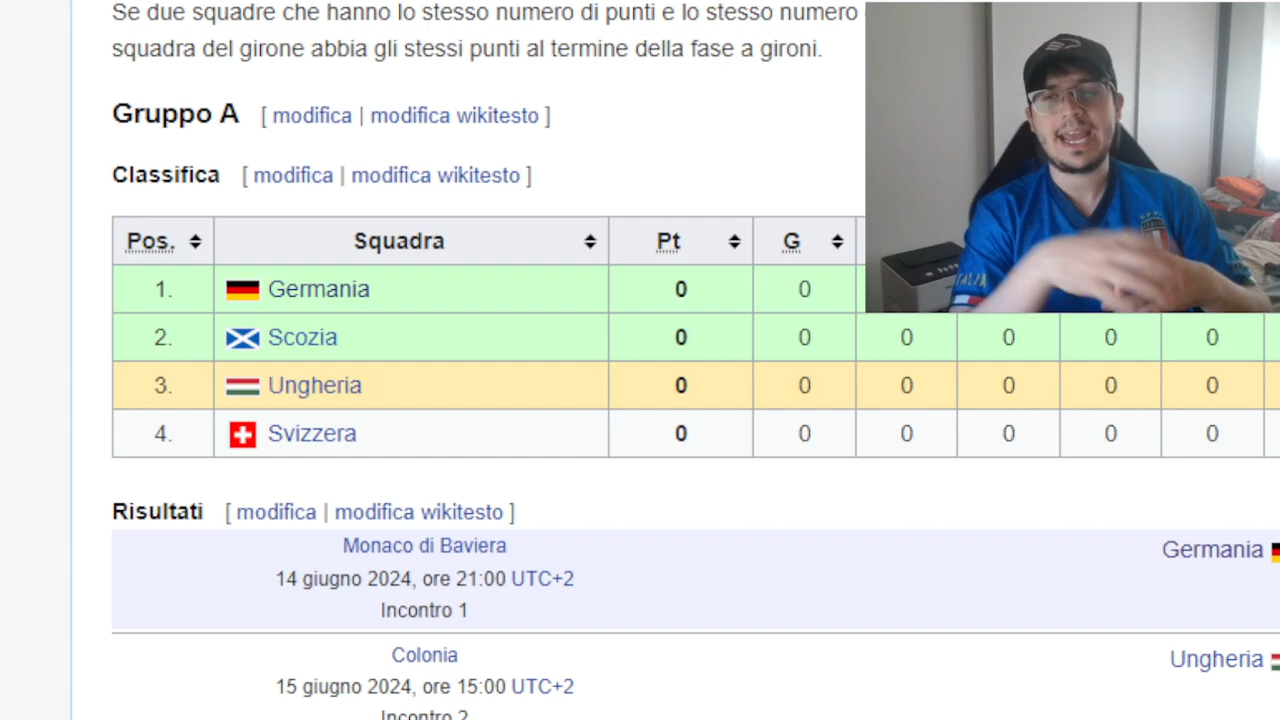 Se due squadre che hanno lo stesso numero di punti e lo stesso numero
squadra del girone abbia gli stessi punti al termine della fase a gironi.
Gruppo A [ modifica | modifica wikitesto ]
Classifica [ modifica | modifica wikitesto ]
Pos. Squadra Pt G
1. Germania 0 0
2. Scozia 0 0 0 0 0 0
3. Ungheria 0 0 0 0 0 0
4. Svizzera 0 0 0 0 0 0
Risultati [ modifica | modifica wikitesto ]
Monaco di Baviera
Germania
14 giugno 2024, ore 21:00 UTC+2
Incontro 1
Colonia
Ungheria
15 giugno 2024, ore 15:00 UTC+2
Incontro 2
ITALIA